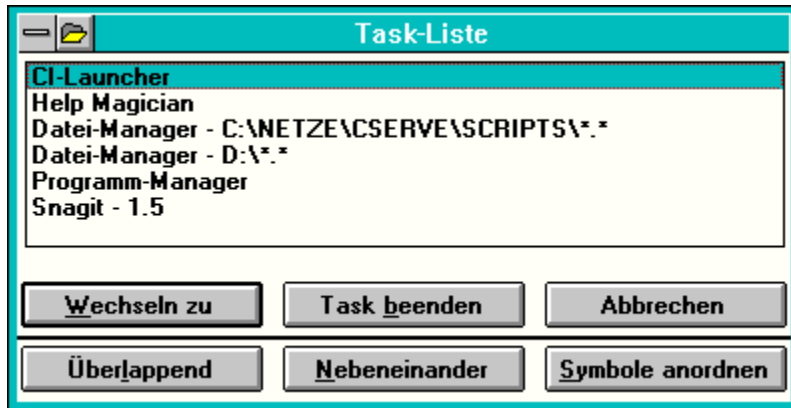 Task-Liste
CI-Launcher
Help Magician
Datei-Manager - C:\NETZE\CSERVE\SCRIPTS\*.*
Datei-Manager - D:\*.*
Programm-Manager
Snagit - 1.5
Wechseln zu
Task beenden
Abbrechen
Überlappend
Nebeneinander
Symbole anordnen